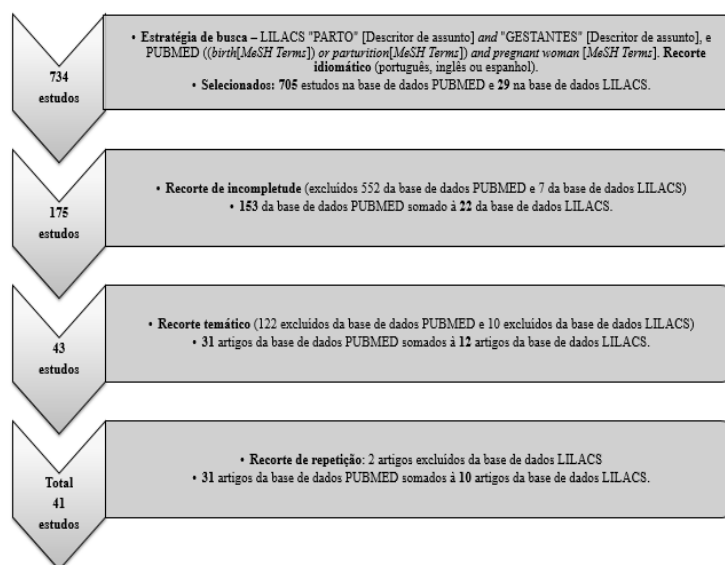 734
estudos
• Estratégia de busca – LILACS "PARTO" [Descritor de assunto] and "GESTANTES" [Descritor de assunto], e
PUBMED ((birth[MeSH Terms]) or parturition[MeSH Terms]) and pregnant woman [MeSH Terms]. Recorte
idiomático (português, inglês ou espanhol).
• Selecionados: 705 estudos na base de dados PUBMED e 29 na base de dados LILACS.
175
estudos
• Recorte de incompletude (excluídos 552 da base de dados PUBMED e 7 da base de dados LILACS)
• 153 da base de dados PUBMED somado à 22 da base de dados LILACS.
43
estudos
• Recorte temático (122 excluídos da base de dados PUBMED e 10 excluídos da base de dados LILACS)
• 31 artigos da base de dados PUBMED somados à 12 artigos da base de dados LILACS.
Total
41
estudos
• Recorte de repetição: 2 artigos excluídos da base de dados LILACS
• 31 artigos da base de dados PUBMED somados à 10 artigos da base de dados LILACS.